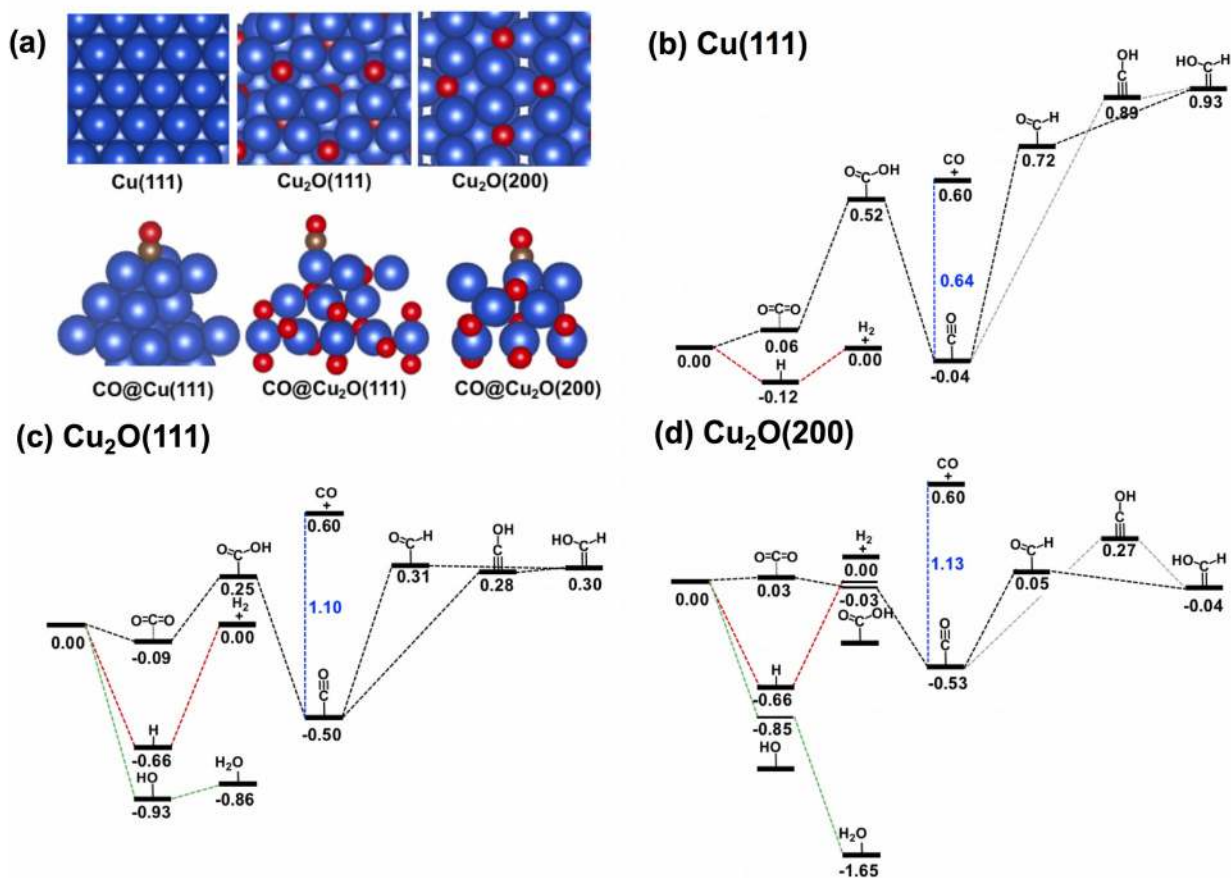 (a)
Cu(111)
Cu₂O(111)
Cu₂O(200)
CO@Cu(111)
CO@Cu₂O(111)
CO@Cu₂O(200)
(b) Cu(111)
0.00
O=C=O
0.06
H
-0.12
H₂
+
0.00
O
C
OH
0.52
CO
+
0.60
0.64
O
C
-0.04
O
C
H
0.72
OH
C
0.89
HO
C
H
0.93
(c) Cu₂O(111)
0.00
O=C=O
-0.09
H
-0.66
HO
-0.93
H₂O
-0.86
O
C
OH
0.25
H₂
+
0.00
CO
+
0.60
1.10
O
C
-0.50
O
C
H
0.31
OH
C
0.28
HO
C
H
0.30
(d) Cu₂O(200)
0.00
O=C=O
0.03
H
-0.66
-0.85
HO
H₂
+
0.00
-0.03
O
C
OH
H₂O
-1.65
CO
+
0.60
1.13
O
C
-0.53
O
C
H
0.05
OH
C
0.27
HO
C
H
-0.04